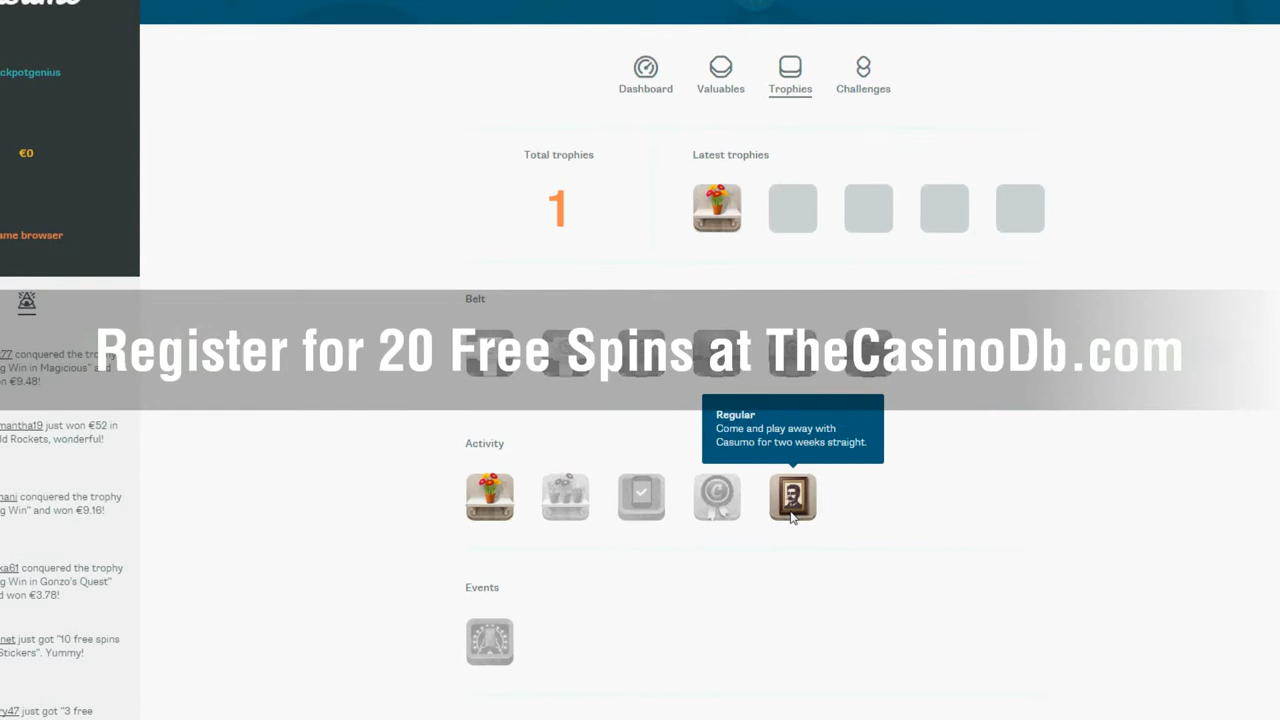 ckpotgenius
€0
ame browser
Dashboard
Valuables
Trophies
Challenges
Total trophies
1
Latest trophies
Belt
Register for 20 Free Spins at TheCasinoDb.com
77 conquered the trophy
g Win in Magicious" and
n €9.48!
Regular
Come and play away with
Casumo for two weeks straight.
mantha19 just won €52 in
ld Rockets, wonderful!
Activity
nani conquered the trophy
g Win" and won €9.16!
ka61 conquered the trophy
g Win in Gonzo's Quest"
d won €3.78!
Events
net just got "10 free spins
Stickers". Yummy!
ry47 just got "3 free